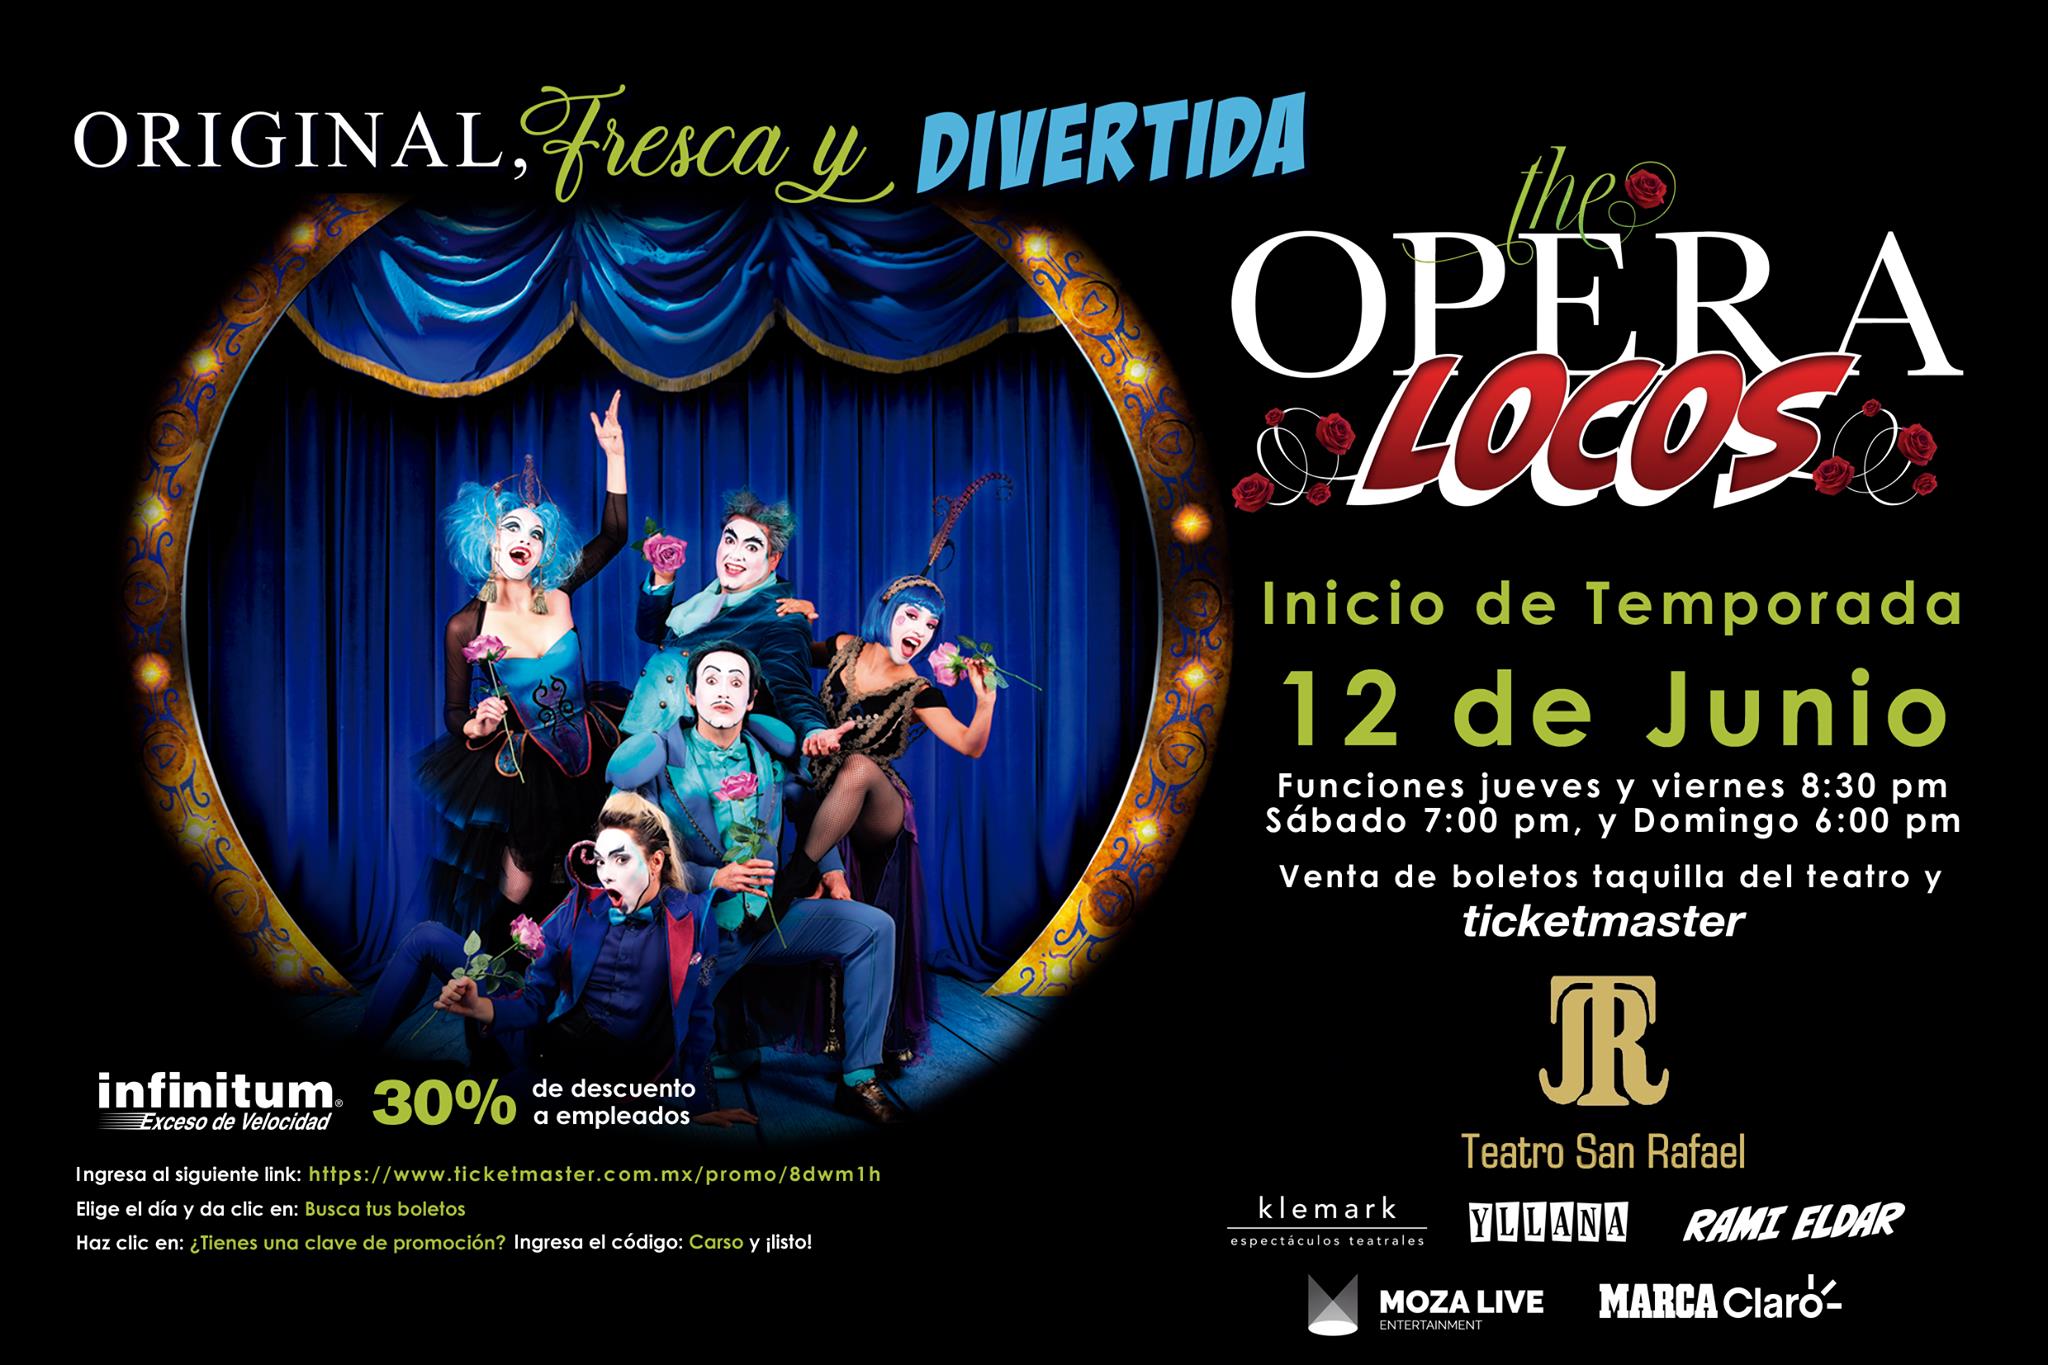 ORIGINAL, Fresca y DIVERTIDA
the
OPERA
LOCOS
Inicio de Temporada
12 de Junio
Funciones jueves y viernes 8:30 pm
Sábado 7:00 pm, y Domingo 6:00 pm
Venta de boletos taquilla del teatro y
ticketmaster
TSR
Teatro San Rafael
infinitum®
Exceso de Velocidad
30% de descuento
a empleados
Ingresa al siguiente link: https://www.ticketmaster.com.mx/promo/8dwm1h
Elige el día y da clic en: Busca tus boletos
Haz clic en: ¿Tienes una clave de promoción? Ingresa el código: Carso y ¡listo!
klemark
espectáculos teatrales
YLLANA
RAMI ELDAR
MOZA LIVE
ENTERTAINMENT
MARCA Claro